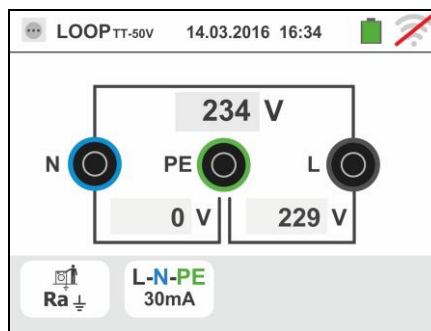 LOOP TT-50V 14.03.2016 16:34
234 V
N PE L
0 V 229 V
Ra L-N-PE
30mA